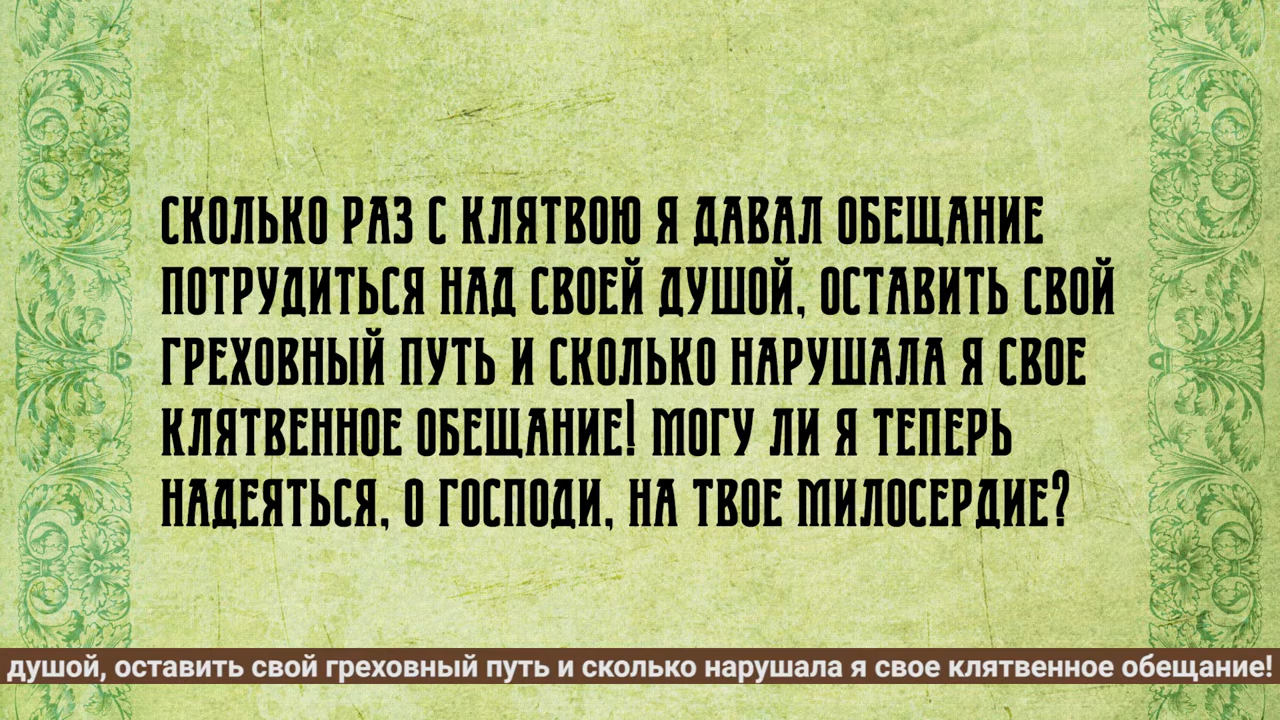 СКОЛЬКО РАЗ С КЛЯТВОЮ Я ДАВАЛ ОБЕЩАНИЕ
ПОТРУДИТЬСЯ НАД СВОЕЙ ДУШОЙ, ОСТАВИТЬ СВОЙ
ГРЕХОВНЫЙ ПУТЬ И СКОЛЬКО НАРУШАЛА Я СВОЕ
КЛЯТВЕННОЕ ОБЕЩАНИЕ! МОГУ ЛИ Я ТЕПЕРЬ
НАДЕЯТЬСЯ, О ГОСПОДИ, НА ТВОЕ МИЛОСЕРДИЕ?
душой, оставить свой греховный путь и сколько нарушала я свое клятвенное обещание!